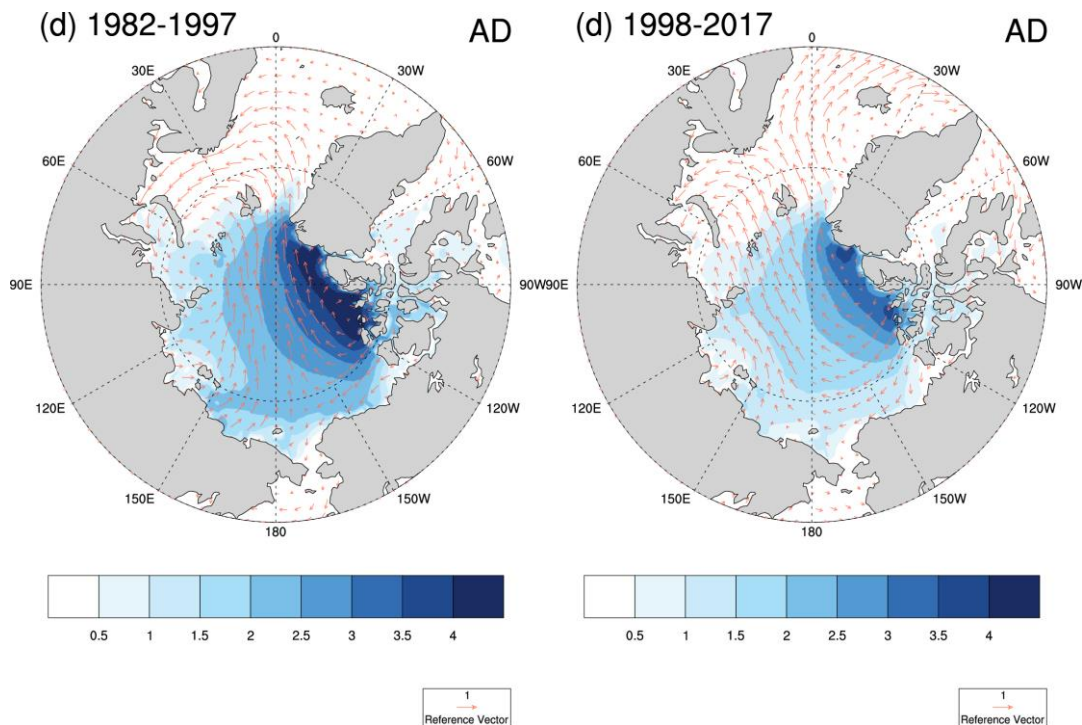 (d) 1982-1997 AD
0
30E 30W
60E 60W
90E 90W
120E 120W
150E 150W
180
0.5 1 1.5 2 2.5 3 3.5 4
1
Reference Vector
(d) 1998-2017 AD
0
30E 30W
60E 60W
90E 90W
120E 120W
150E 150W
180
0.5 1 1.5 2 2.5 3 3.5 4
1
Reference Vector